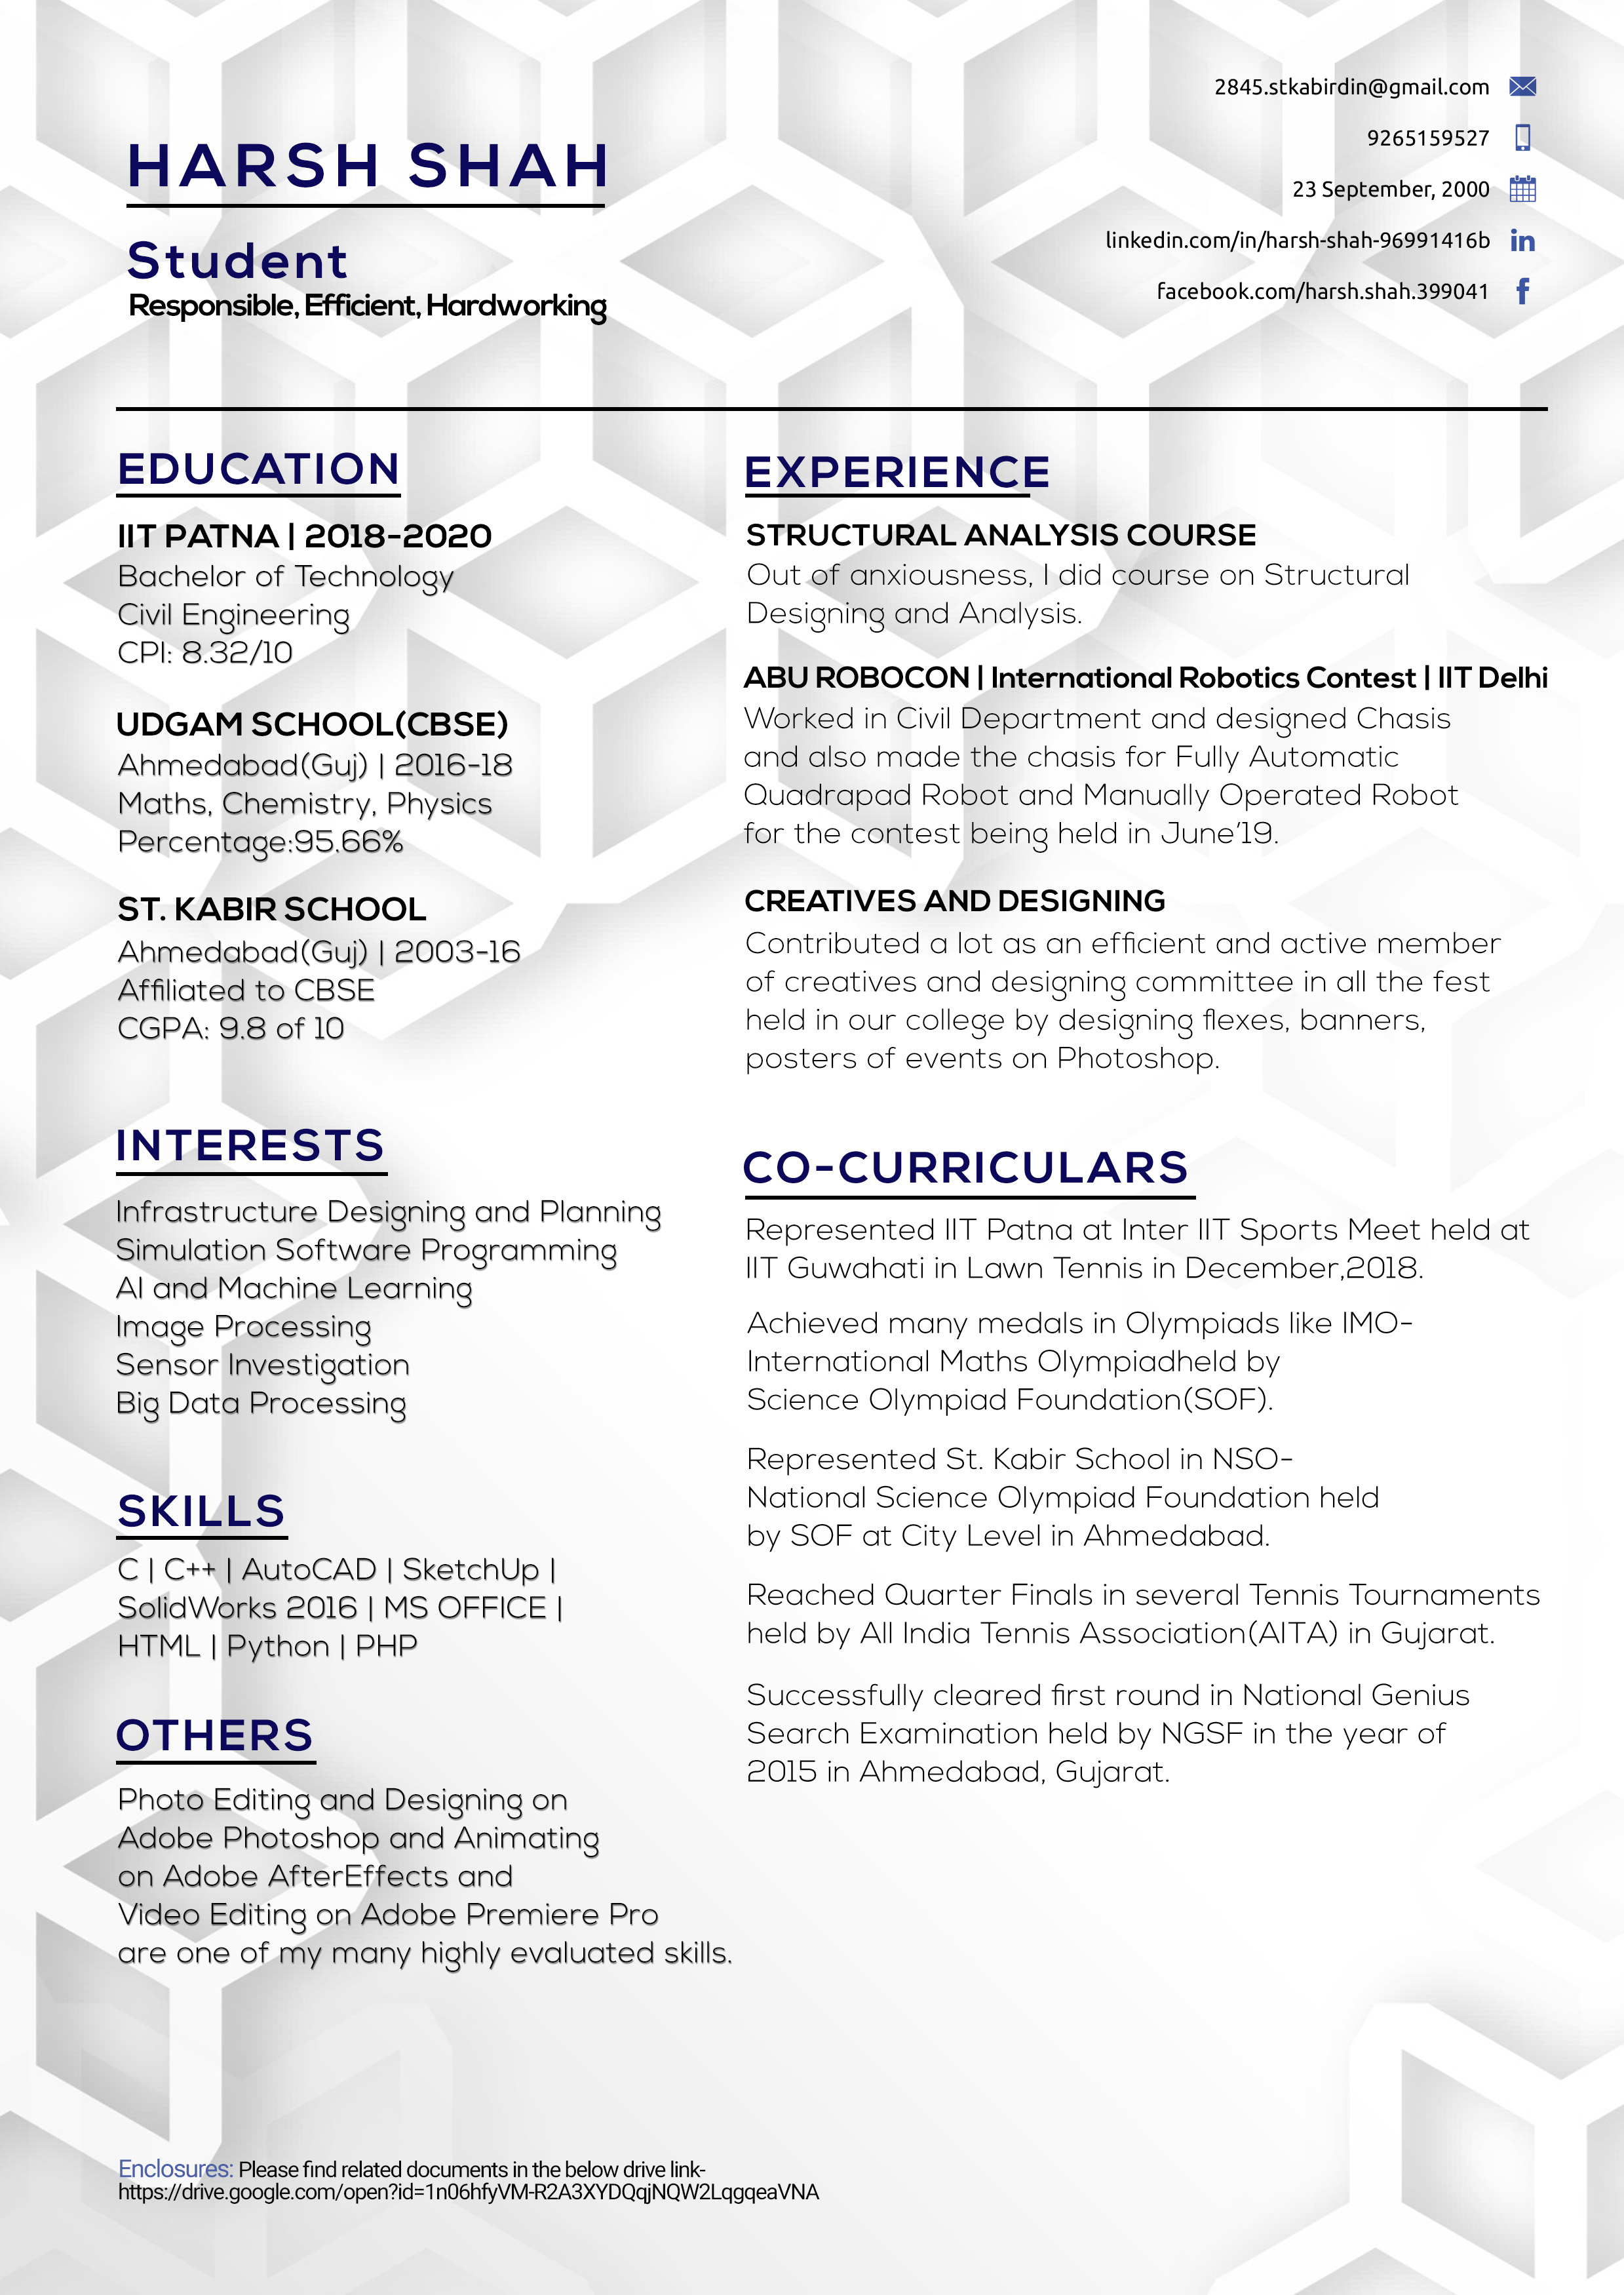 HARSH SHAH
Student
Responsible, Efficient, Hardworking
2845.stkabirdin@gmail.com
9265159527
23 September, 2000
linkedin.com/in/harsh-shah-96991416b
facebook.com/harsh.shah.399041
EDUCATION
IIT PATNA | 2018-2020
Bachelor of Technology
Civil Engineering
CPI: 8.32/10
UDGAM SCHOOL(CBSE)
Ahmedabad(Guj) | 2016-18
Maths, Chemistry, Physics
Percentage:95.66%
ST. KABIR SCHOOL
Ahmedabad(Guj) | 2003-16
Affiliated to CBSE
CGPA: 9.8 of 10
INTERESTS
Infrastructure Designing and Planning
Simulation Software Programming
AI and Machine Learning
Image Processing
Sensor Investigation
Big Data Processing
SKILLS
C | C++ | AutoCAD | SketchUp |
SolidWorks 2016 | MS OFFICE |
HTML | Python | PHP
OTHERS
Photo Editing and Designing on
Adobe Photoshop and Animating
on Adobe AfterEffects and
Video Editing on Adobe Premiere Pro
are one of my many highly evaluated skills.
EXPERIENCE
STRUCTURAL ANALYSIS COURSE
Out of anxiousness, I did course on Structural
Designing and Analysis.
ABU ROBOCON | International Robotics Contest | IIT Delhi
Worked in Civil Department and designed Chasis
and also made the chasis for Fully Automatic
Quadrapad Robot and Manually Operated Robot
for the contest being held in June'19.
CREATIVES AND DESIGNING
Contributed a lot as an efficient and active member
of creatives and designing committee in all the fest
held in our college by designing flexes, banners,
posters of events on Photoshop.
CO-CURRICULARS
Represented IIT Patna at Inter IIT Sports Meet held at
IIT Guwahati in Lawn Tennis in December,2018.
Achieved many medals in Olympiads like IMO-
International Maths Olympiadheld by
Science Olympiad Foundation(SOF).
Represented St. Kabir School in NSO-
National Science Olympiad Foundation held
by SOF at City Level in Ahmedabad.
Reached Quarter Finals in several Tennis Tournaments
held by All India Tennis Association(AITA) in Gujarat.
Successfully cleared first round in National Genius
Search Examination held by NGSF in the year of
2015 in Ahmedabad, Gujarat.
Enclosures: Please find related documents in the below drive link-
https://drive.google.com/open?id=1n06hfyVM-R2A3XYDQqjNQW2LqgqeaVNA